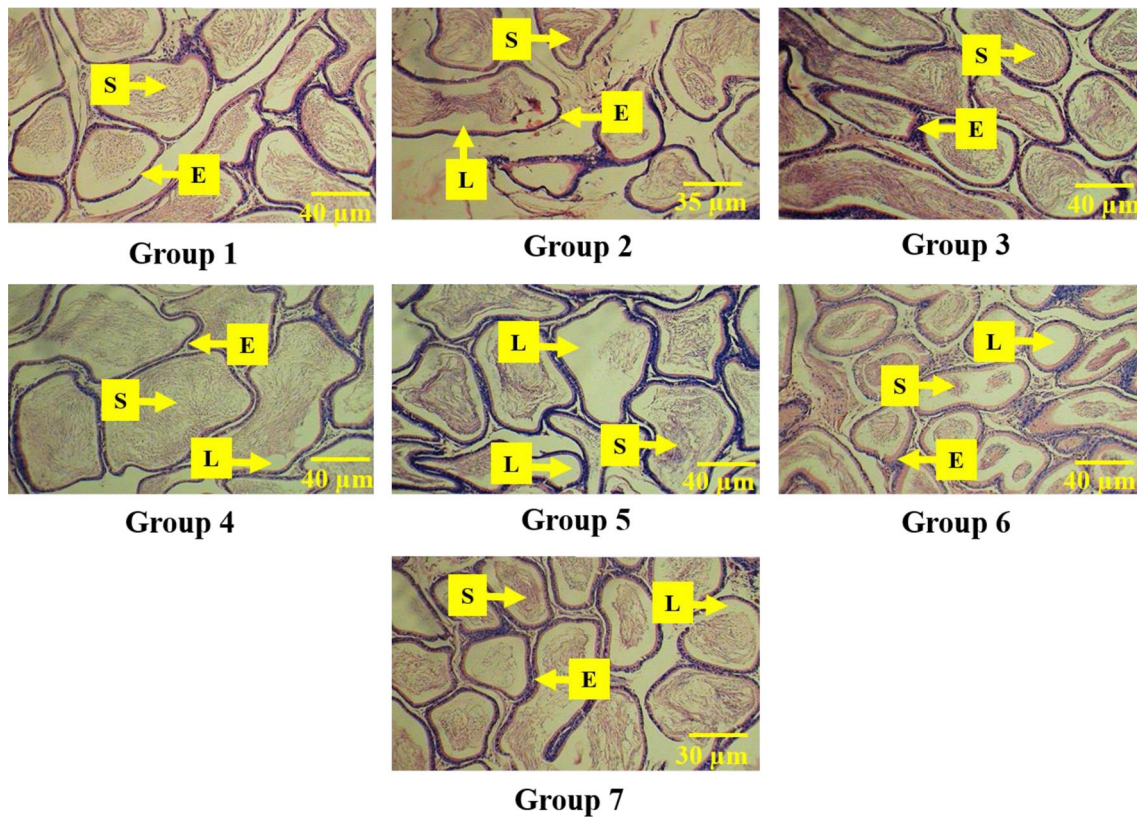 S
E
40 µm
Group 1
S
E
L
35 µm
Group 2
S
E
40 µm
Group 3
E
S
L
40 µm
Group 4
L
S
L
40 µm
Group 5
L
S
E
40 µm
Group 6
S
L
E
30 µm
Group 7